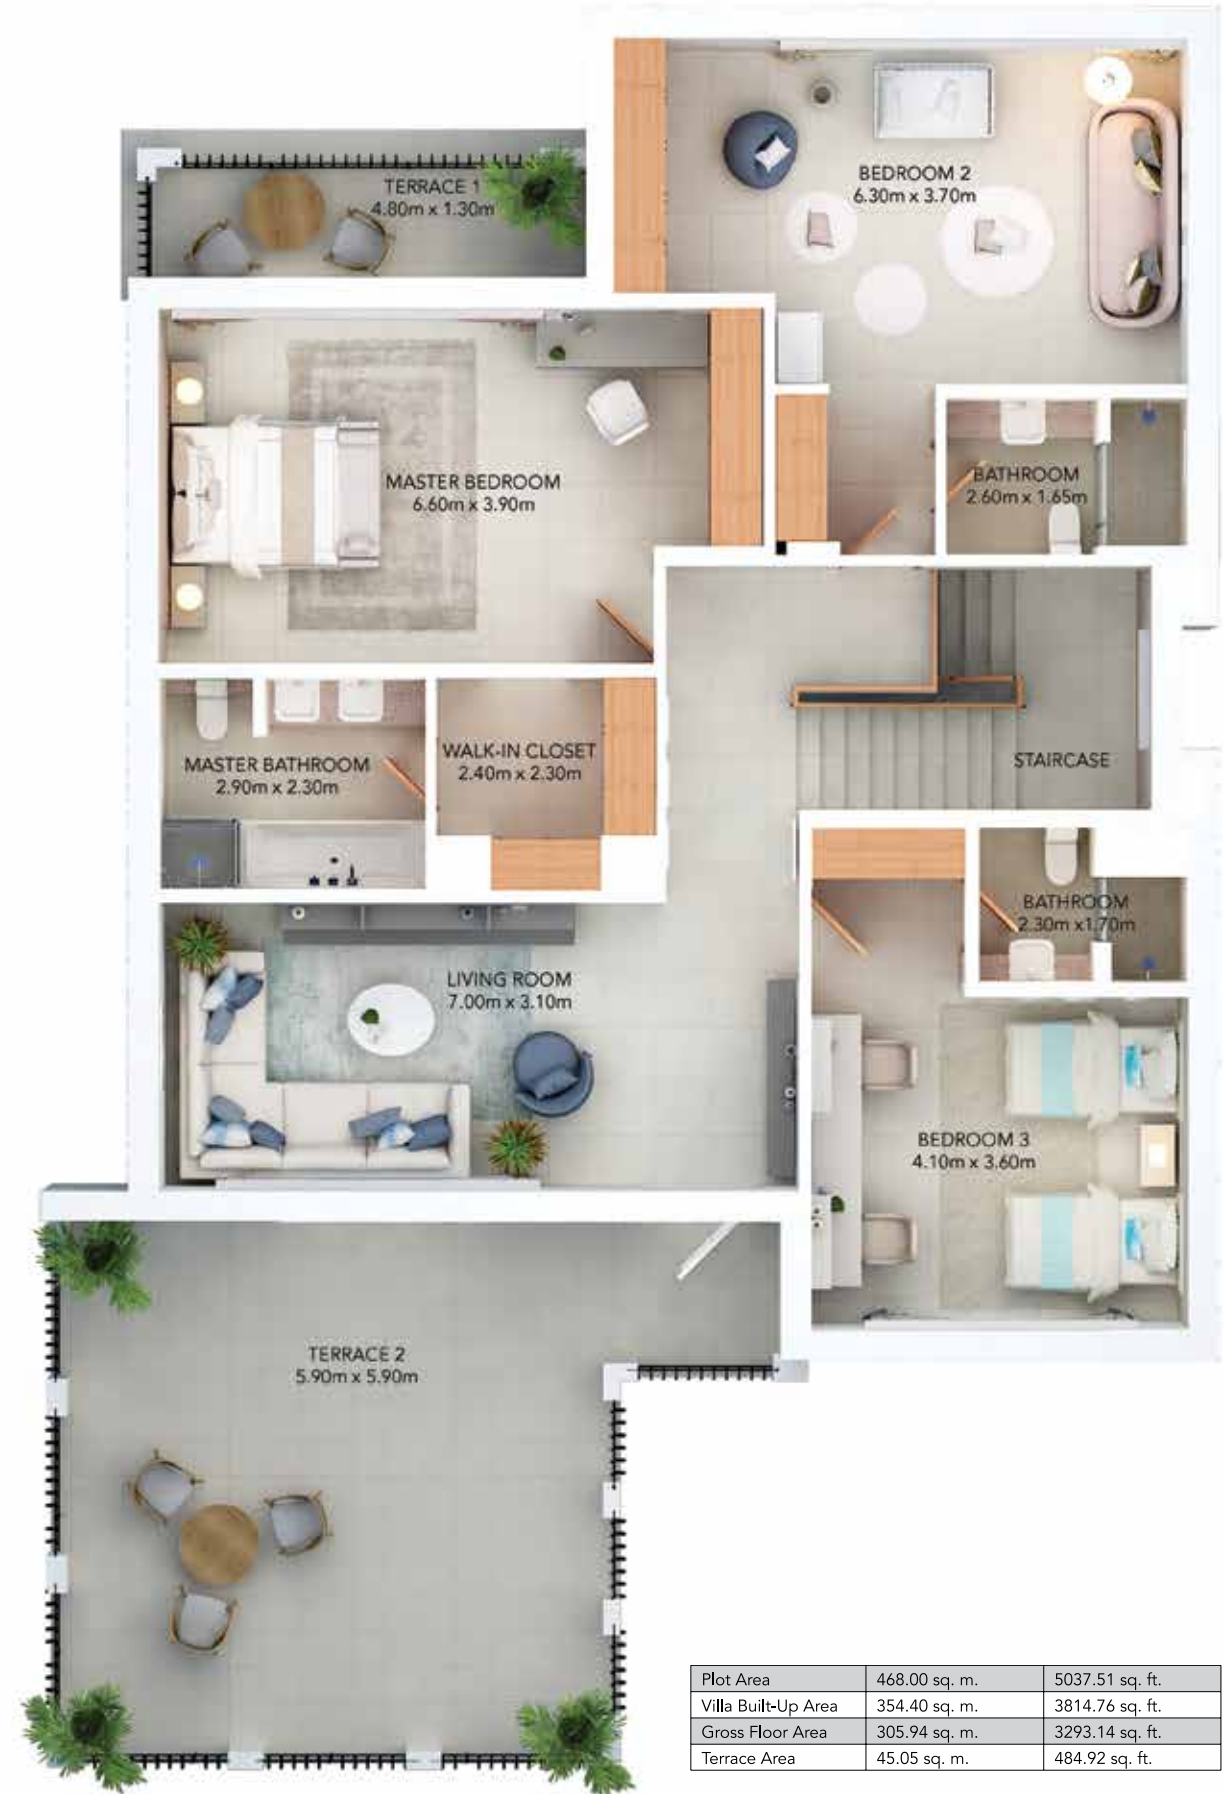 TERRACE 1
4.80m x 1.30m
BEDROOM 2
6.30m x 3.70m
MASTER BEDROOM
6.60m x 3.90m
BATHROOM
2.60m x 1.65m
MASTER BATHROOM
2.90m x 2.30m
WALK-IN CLOSET
2.40m x 2.30m
STAIRCASE
BATHROOM
2.30m x1.70m
LIVING ROOM
7.00m x 3.10m
BEDROOM 3
4.10m x 3.60m
TERRACE 2
5.90m x 5.90m
Plot Area 468.00 sq. m. 5037.51 sq. ft.
Villa Built-Up Area 354.40 sq. m. 3814.76 sq. ft.
Gross Floor Area 305.94 sq. m. 3293.14 sq. ft.
Terrace Area 45.05 sq. m. 484.92 sq. ft.